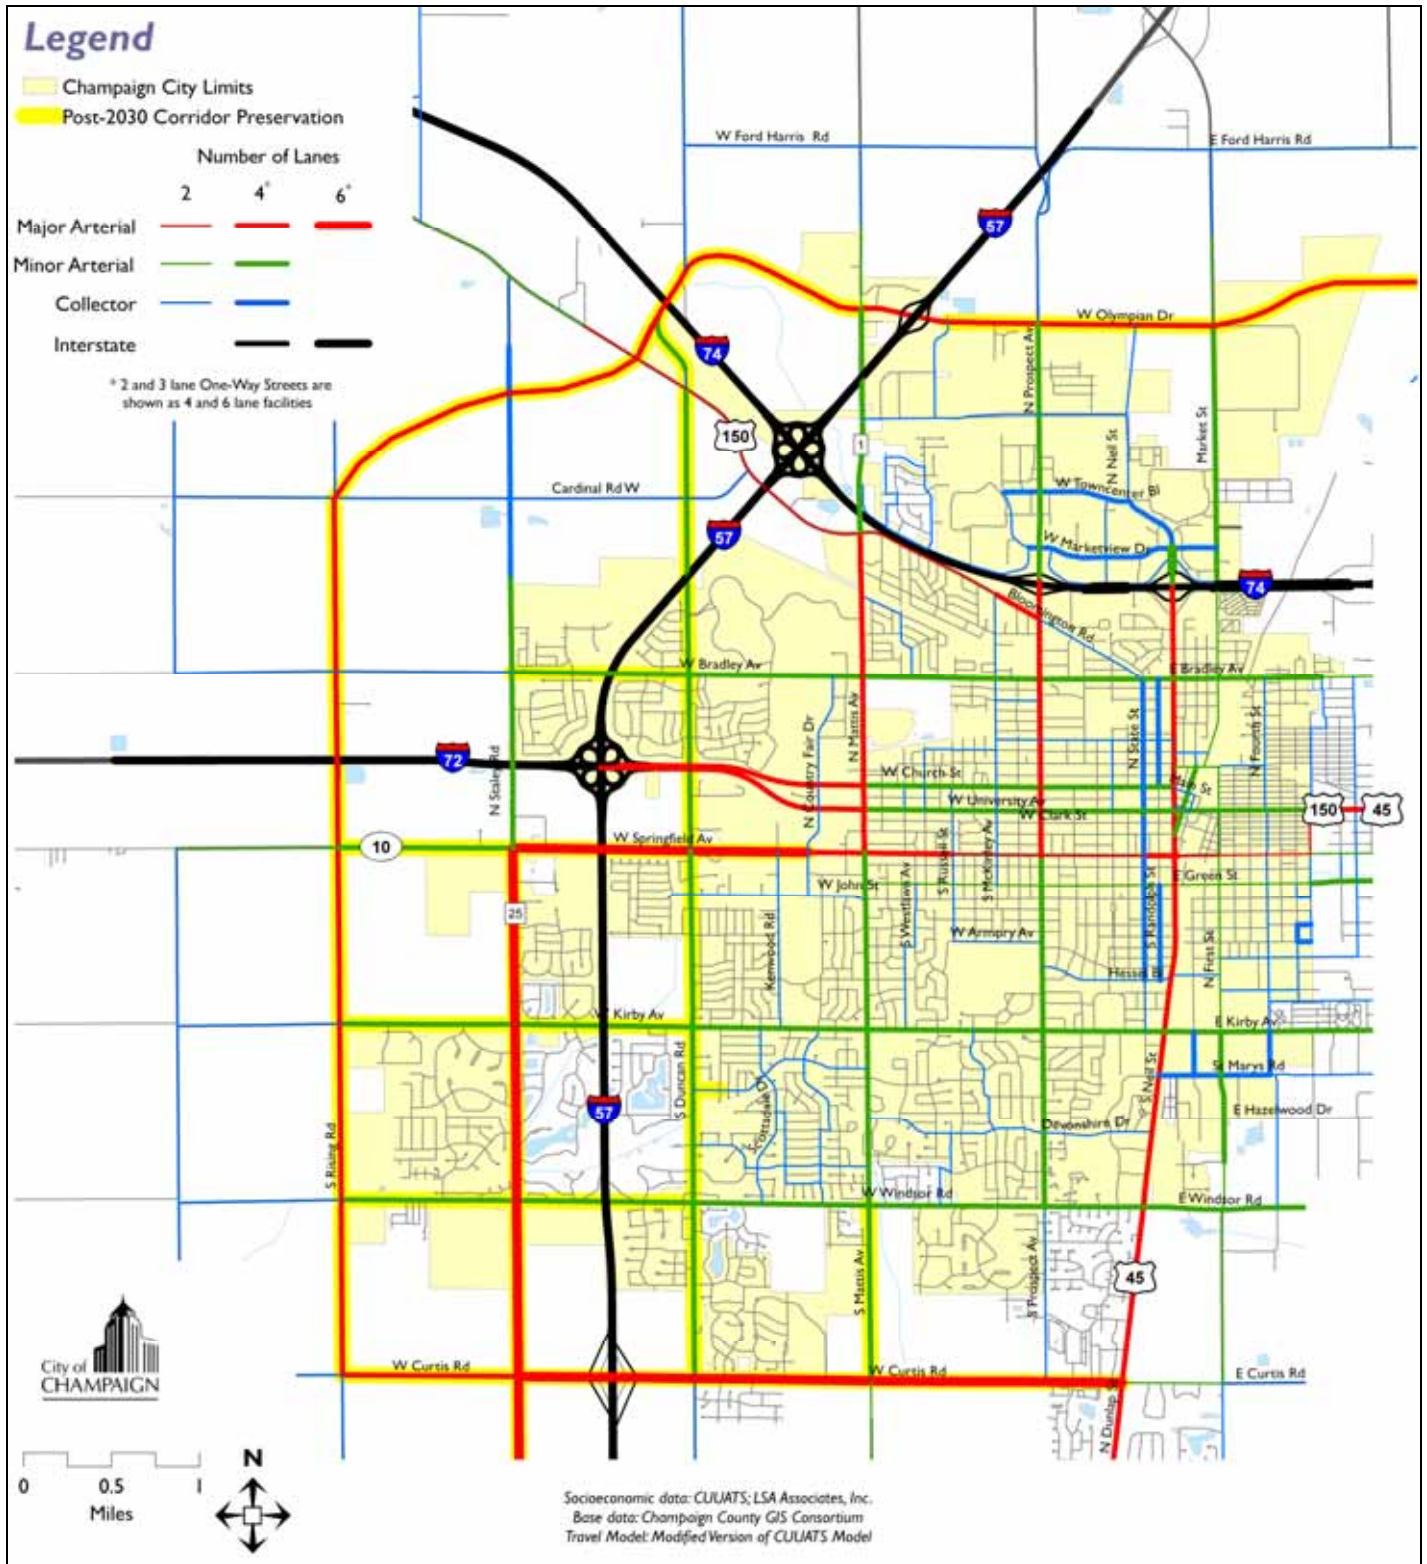 Legend
Champaign City Limits
Post-2030 Corridor Preservation
Number of Lanes
2 4* 6*
Major Arterial
Minor Arterial
Collector
Interstate
* 2 and 3 lane One-Way Streets are
shown as 4 and 6 lane facilities
W Ford Harris Rd
E Ford Harris Rd
57
W Olympian Dr
74
N Prospect Av
150
1
N Neil St
Market St
Cardinal Rd W
W Towncenter Bl
57
W Marketview Dr
74
Bloomington Rd
W Bradley Av
E Bradley Av
N Mattis Av
N Country Fair Dr
N State St
N Fourth St
72
N Staley Rd
W Church St
Main St
W University Av
W Clark St
150
45
10
W Springfield Av
S Russell St
S McKinley Av
W John St
E Green St
S Westlawn Av
S Randolph St
25
Kenwood Rd
W Armory Av
N First St
Hessel Bl
W Kirby Av
E Kirby Av
S Duncan Rd
S Neil St
St Marys Rd
57
Scottsdale Dr
E Hazelwood Dr
Devonshire Dr
S Rising Rd
W Windsor Rd
E Windsor Rd
S Mattis Av
S Prospect Av
45
W Curtis Rd
W Curtis Rd
E Curtis Rd
N Dunlap St
City of
CHAMPAIGN
N
0 0.5 1
Miles
Socioeconomic data: CUUATS; LSA Associates, Inc.
Base data: Champaign County GIS Consortium
Travel Model: Modified Version of CUUATS Model